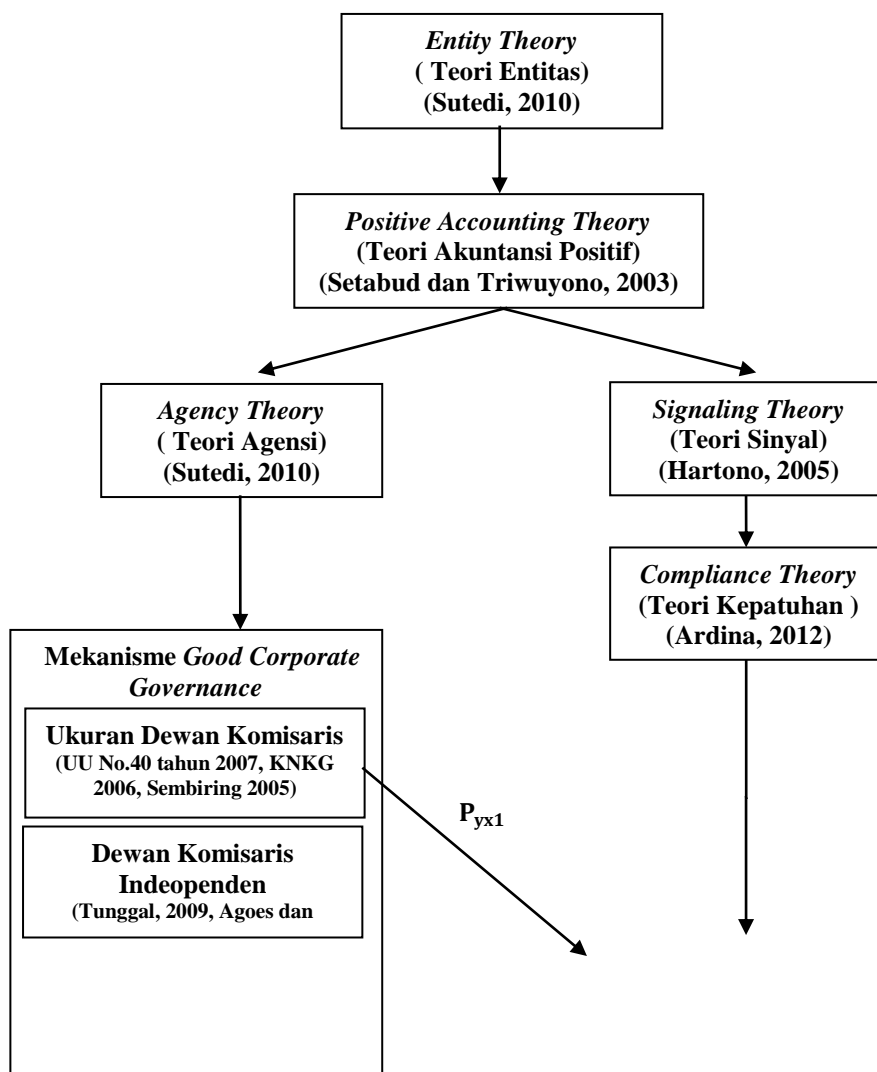 Entity Theory
( Teori Entitas)
(Sutedi, 2010)
Positive Accounting Theory
(Teori Akuntansi Positif)
(Setabud dan Triwuyono, 2003)
Agency Theory
( Teori Agensi)
(Sutedi, 2010)
Signaling Theory
(Teori Sinyal)
(Hartono, 2005)
Compliance Theory
(Teori Kepatuhan )
(Ardina, 2012)
Mekanisme Good Corporate
Governance
Ukuran Dewan Komisaris
(UU No.40 tahun 2007, KNKG
2006, Sembiring 2005)
Pyx1
Dewan Komisaris
Indeopenden
(Tunggal, 2009, Agoes dan